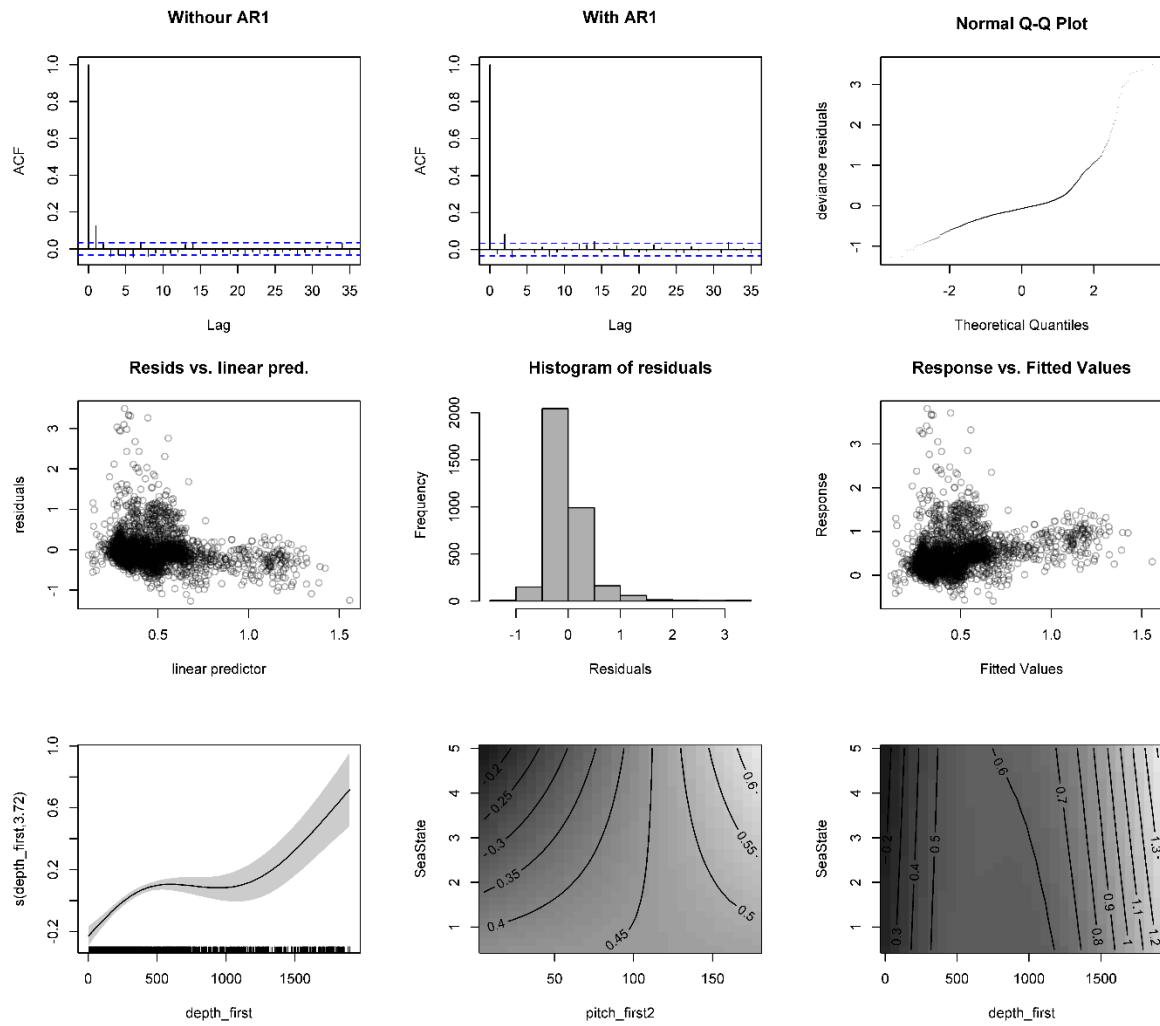 Withour AR1
With AR1
Normal Q-Q Plot
ACF
0.0 0.2 0.4 0.6 0.8 1.0
0 5 10 15 20 25 30 35
Lag
ACF
0.0 0.2 0.4 0.6 0.8 1.0
0 5 10 15 20 25 30 35
Lag
deviance residuals
-1 0 1 2 3
-2 0 2
Theoretical Quantiles
Resids vs. linear pred.
Histogram of residuals
Response vs. Fitted Values
residuals
-1 0 1 2 3
0.5 1.0 1.5
linear predictor
Frequency
0 500 1000 1500 2000
-1 0 1 2 3
Residuals
Response
0 1 2 3
0.5 1.0 1.5
Fitted Values
s(depth_first,3.72)
-0.2 0.2 0.6 1.0
0 500 1000 1500
depth_first
SeaState
1 2 3 4 5
0.2
0.25
0.3
0.35
0.4
0.45
0.5
0.55
0.6
50 100 150
pitch_first2
SeaState
1 2 3 4 5
0.2
0.3
0.4
0.5
0.6
0.7
0.8
0.9
1
1.1
1.2
1.3
0 500 1000 1500
depth_first